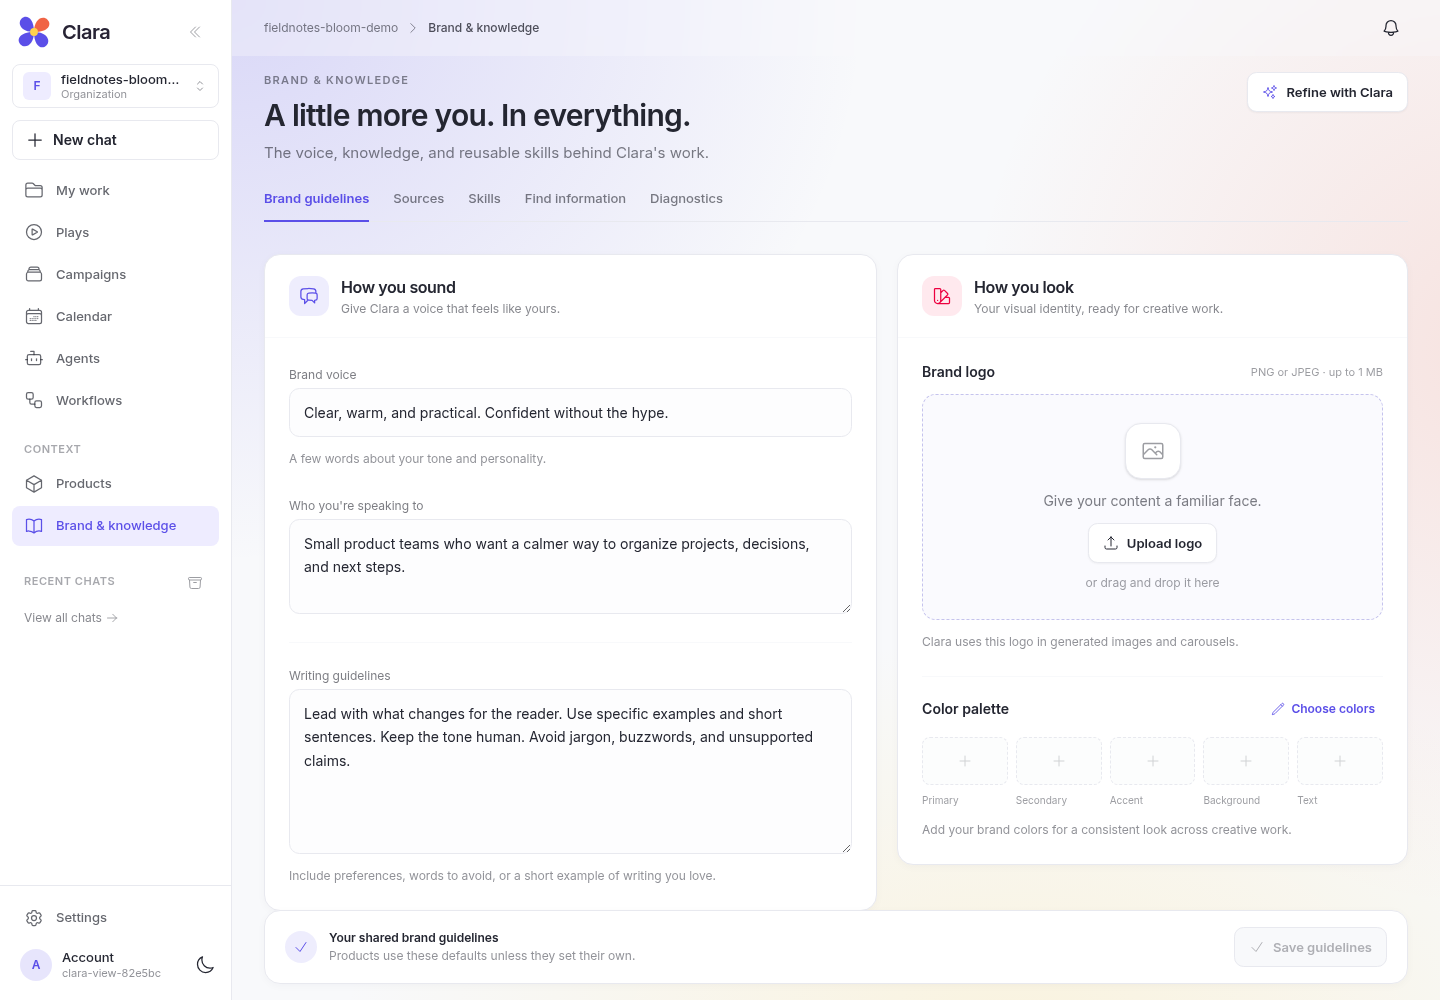 Clara
F
fieldnotes-bloom...
Organization
New chat
My work
Plays
Campaigns
Calendar
Agents
Workflows
CONTEXT
Products
Brand & knowledge
RECENT CHATS
View all chats
Settings
A
Account
clara-view-82e5bc
fieldnotes-bloom-demo
Brand & knowledge
BRAND & KNOWLEDGE
A little more you. In everything.
The voice, knowledge, and reusable skills behind Clara's work.
Refine with Clara
Brand guidelines
Sources
Skills
Find information
Diagnostics
How you sound
Give Clara a voice that feels like yours.
Brand voice
Clear, warm, and practical. Confident without the hype.
A few words about your tone and personality.
Who you're speaking to
Small product teams who want a calmer way to organize projects, decisions,
and next steps.
Writing guidelines
Lead with what changes for the reader. Use specific examples and short
sentences. Keep the tone human. Avoid jargon, buzzwords, and unsupported
claims.
Include preferences, words to avoid, or a short example of writing you love.
How you look
Your visual identity, ready for creative work.
Brand logo
PNG or JPEG · up to 1 MB
Give your content a familiar face.
Upload logo
or drag and drop it here
Clara uses this logo in generated images and carousels.
Color palette
Choose colors
Primary
Secondary
Accent
Background
Text
Add your brand colors for a consistent look across creative work.
Your shared brand guidelines
Products use these defaults unless they set their own.
Save guidelines